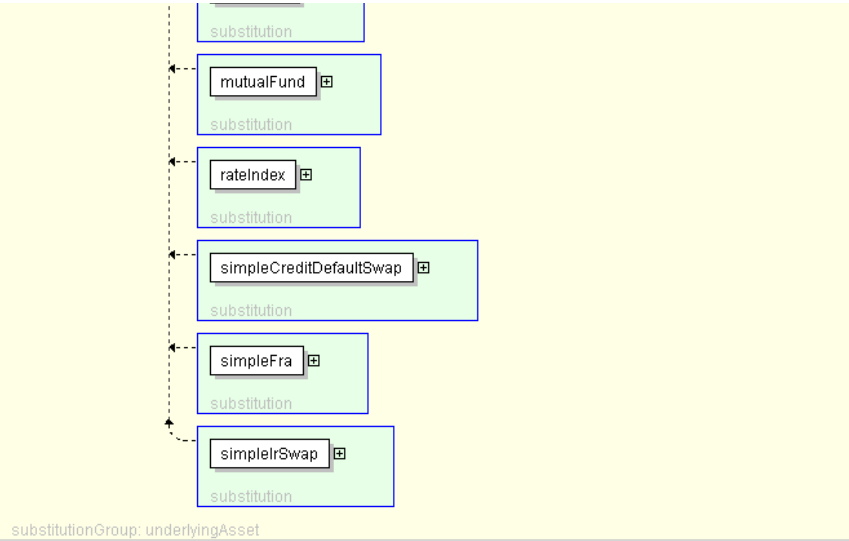 substitution
mutualFund
substitution
rateIndex
substitution
simpleCreditDefaultSwap
substitution
simpleFra
substitution
simpleIrSwap
substitution
substitutionGroup: underlyingAsset